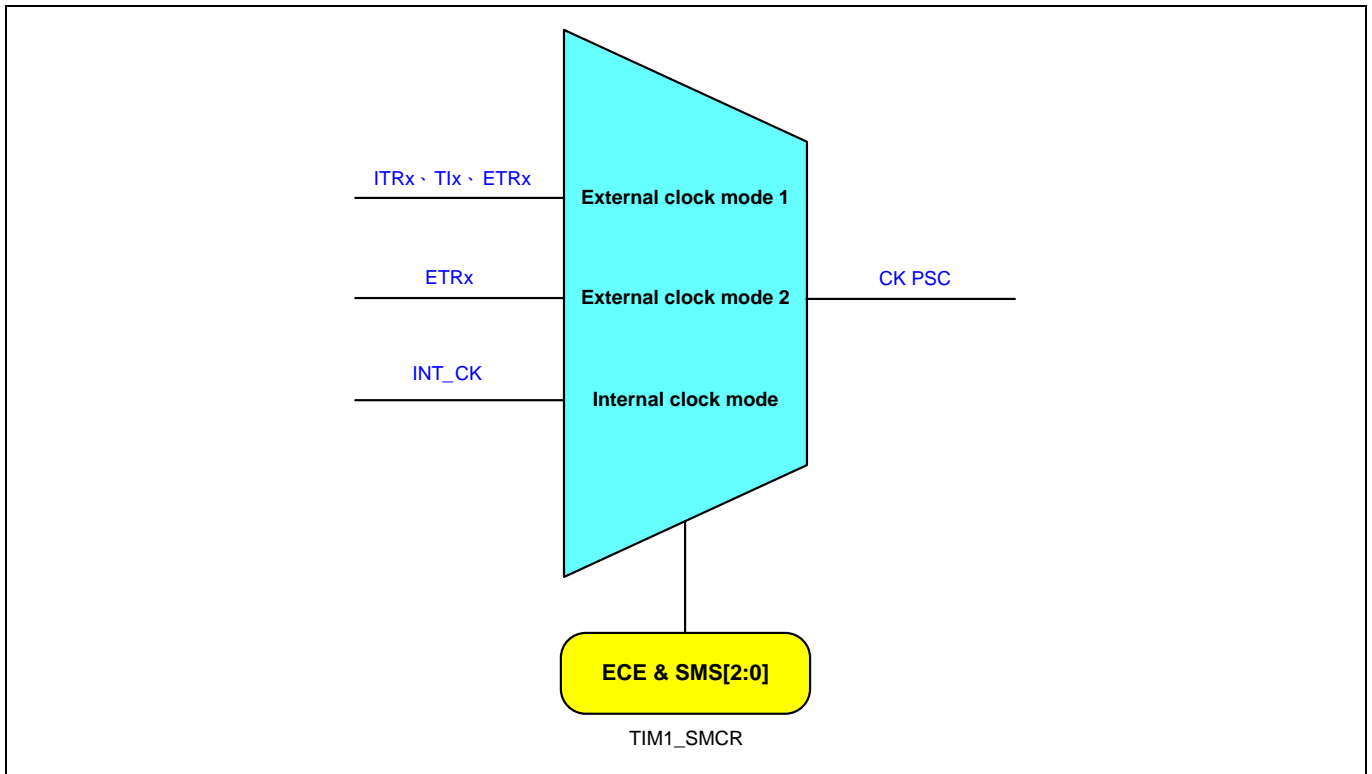 ITRx、TIx、ETRx
External clock mode 1
ETRx
External clock mode 2
CK PSC
INT_CK
Internal clock mode
ECE & SMS[2:0]
TIM1_SMCR